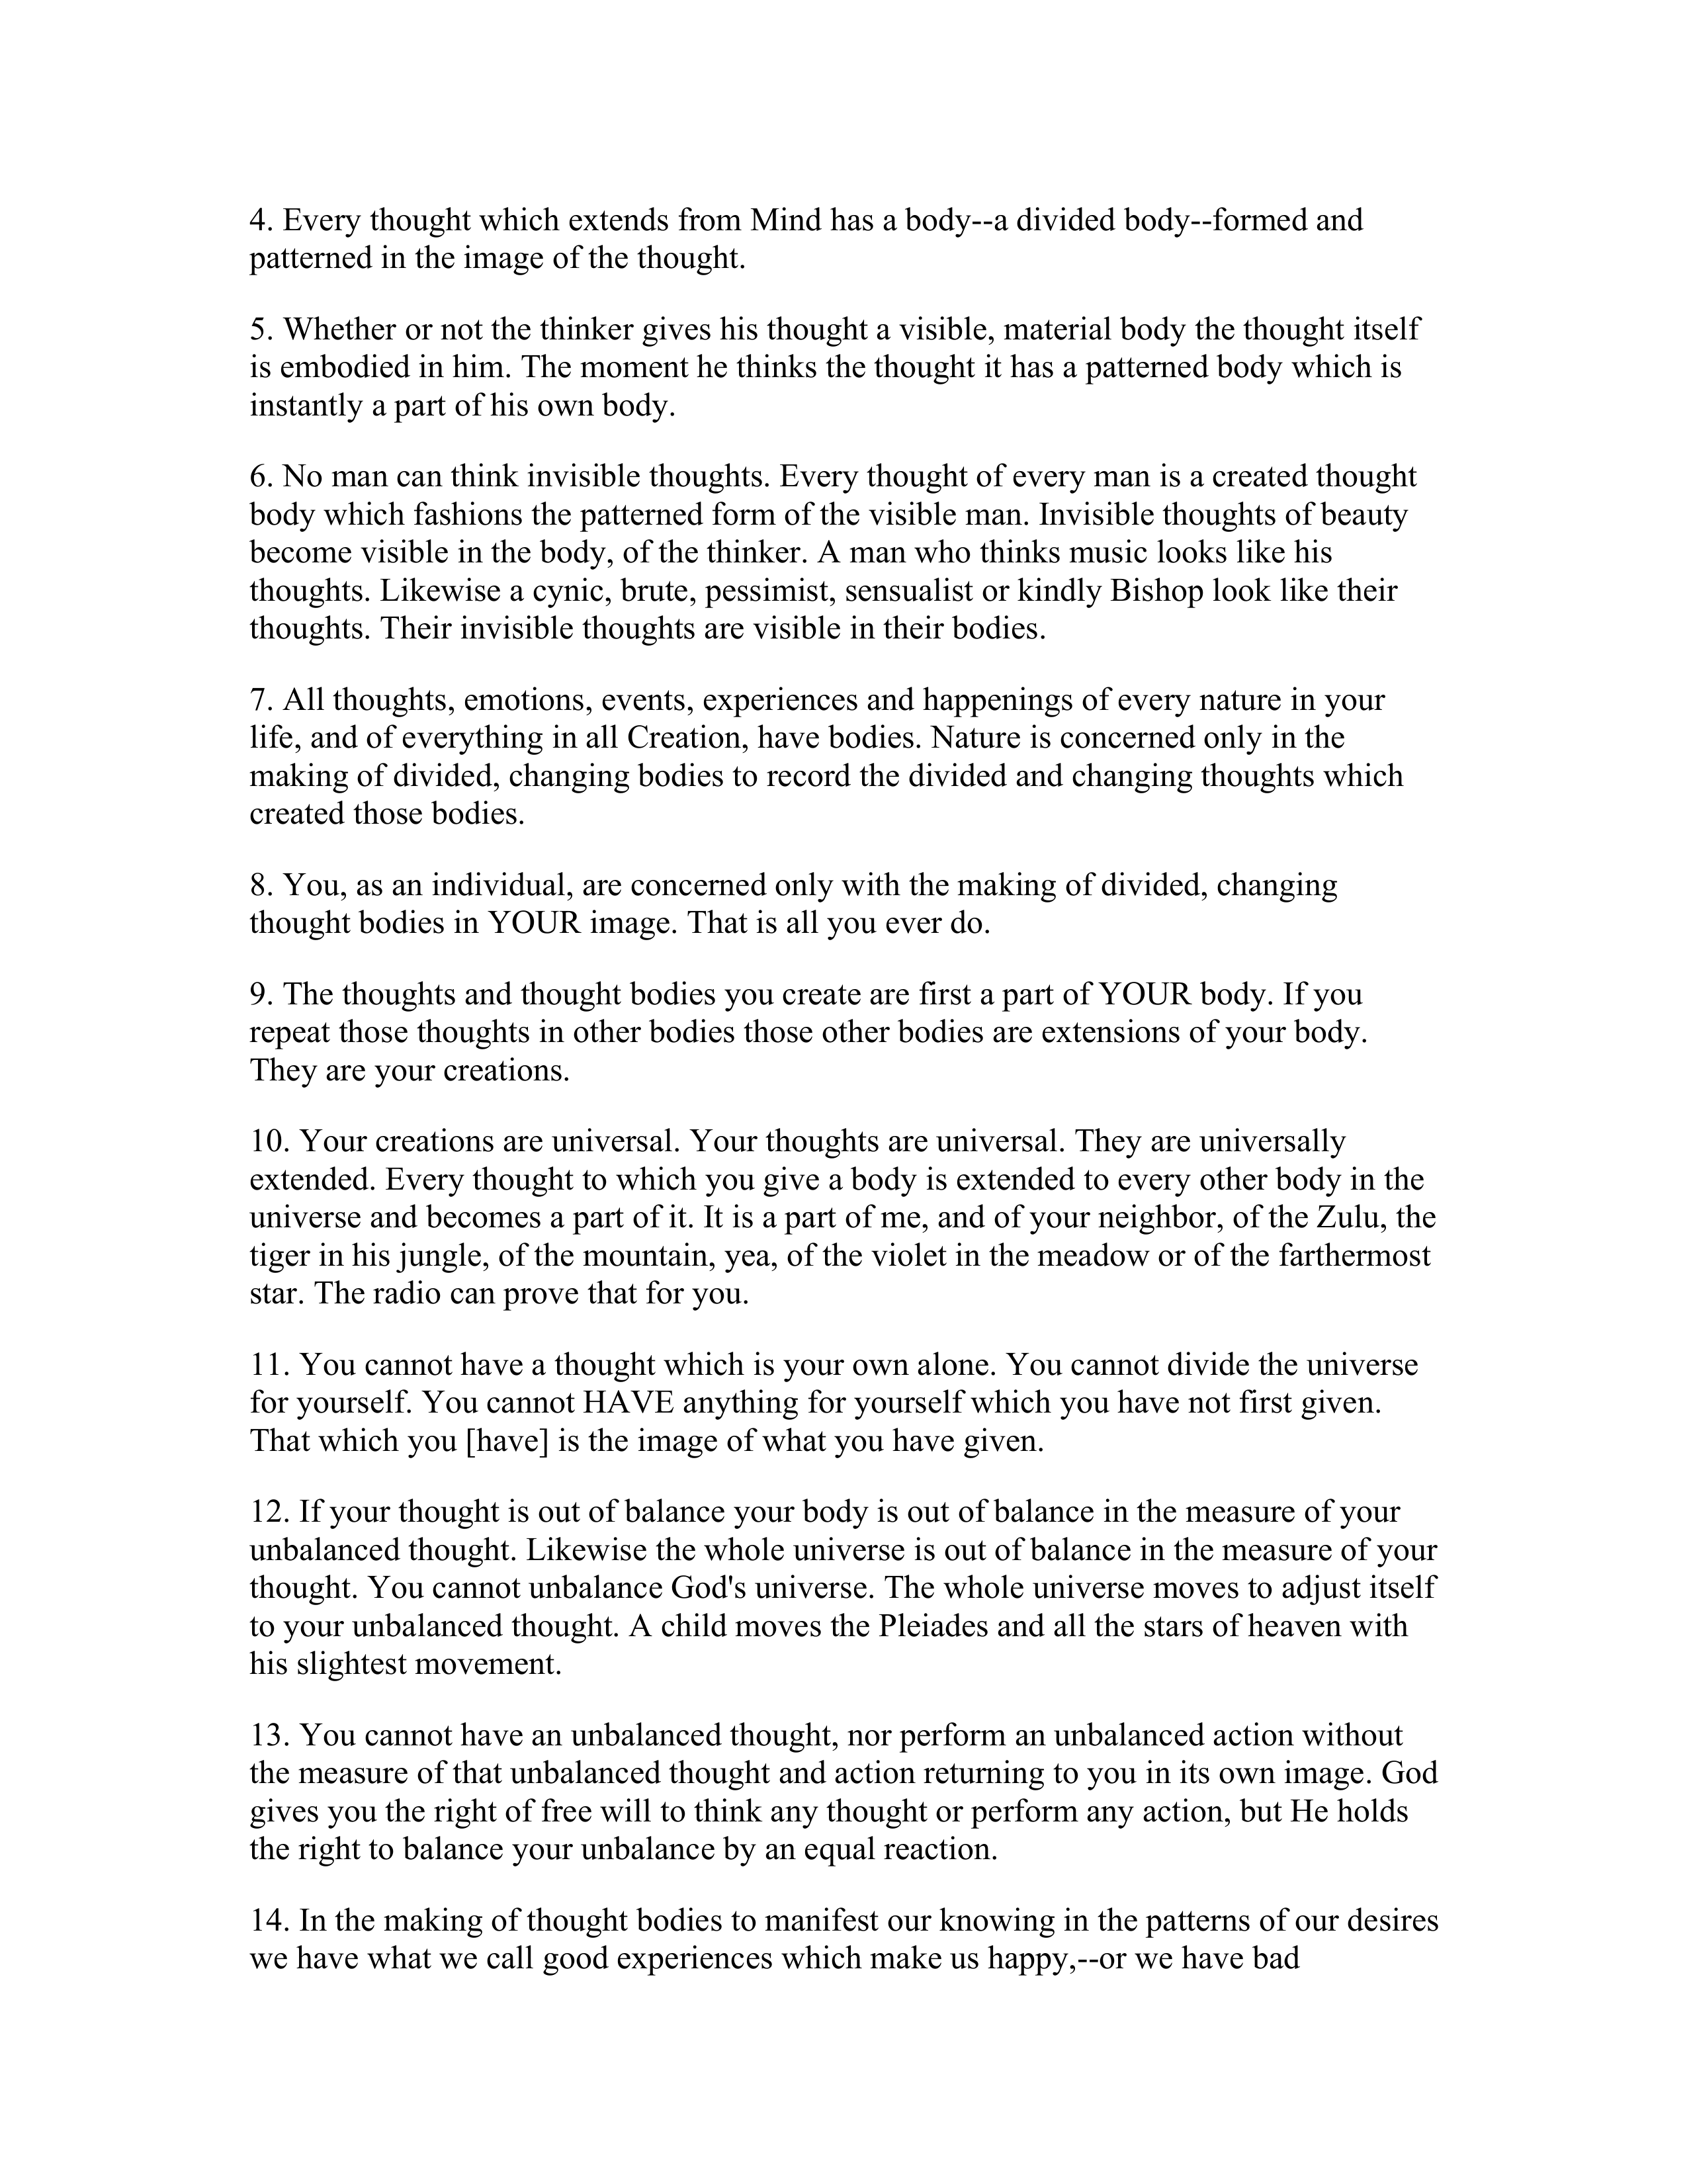 4. Every thought which extends from Mind has a body--a divided body--formed and
patterned in the image of the thought.
5. Whether or not the thinker gives his thought a visible, material body the thought itself
is embodied in him. The moment he thinks the thought it has a patterned body which is
instantly a part of his own body.
6. No man can think invisible thoughts. Every thought of every man is a created thought
body which fashions the patterned form of the visible man. Invisible thoughts of beauty
become visible in the body, of the thinker. A man who thinks music looks like his
thoughts. Likewise a cynic, brute, pessimist, sensualist or kindly Bishop look like their
thoughts. Their invisible thoughts are visible in their bodies.
7. All thoughts, emotions, events, experiences and happenings of every nature in your
life, and of everything in all Creation, have bodies. Nature is concerned only in the
making of divided, changing bodies to record the divided and changing thoughts which
created those bodies.
8. You, as an individual, are concerned only with the making of divided, changing
thought bodies in YOUR image. That is all you ever do.
9. The thoughts and thought bodies you create are first a part of YOUR body. If you
repeat those thoughts in other bodies those other bodies are extensions of your body.
They are your creations.
10. Your creations are universal. Your thoughts are universal. They are universally
extended. Every thought to which you give a body is extended to every other body in the
universe and becomes a part of it. It is a part of me, and of your neighbor, of the Zulu, the
tiger in his jungle, of the mountain, yea, of the violet in the meadow or of the farthermost
star. The radio can prove that for you.
11. You cannot have a thought which is your own alone. You cannot divide the universe
for yourself. You cannot HAVE anything for yourself which you have not first given.
That which you [have] is the image of what you have given.
12. If your thought is out of balance your body is out of balance in the measure of your
unbalanced thought. Likewise the whole universe is out of balance in the measure of your
thought. You cannot unbalance God's universe. The whole universe moves to adjust itself
to your unbalanced thought. A child moves the Pleiades and all the stars of heaven with
his slightest movement.
13. You cannot have an unbalanced thought, nor perform an unbalanced action without
the measure of that unbalanced thought and action returning to you in its own image. God
gives you the right of free will to think any thought or perform any action, but He holds
the right to balance your unbalance by an equal reaction.
14. In the making of thought bodies to manifest our knowing in the patterns of our desires
we have what we call good experiences which make us happy,--or we have bad